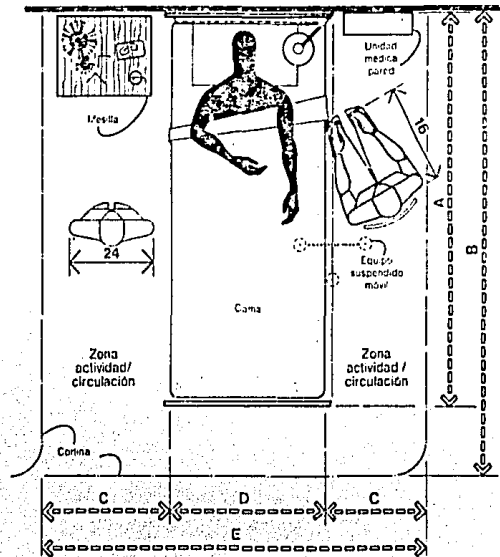 Unidad
medica
pared
Mesilla
16
A
B
24
Equipo
suspendido
móvil
Cama
Zona
actividad/
circulación
Zona
actividad /
circulación
Cortina
C
D
C
E